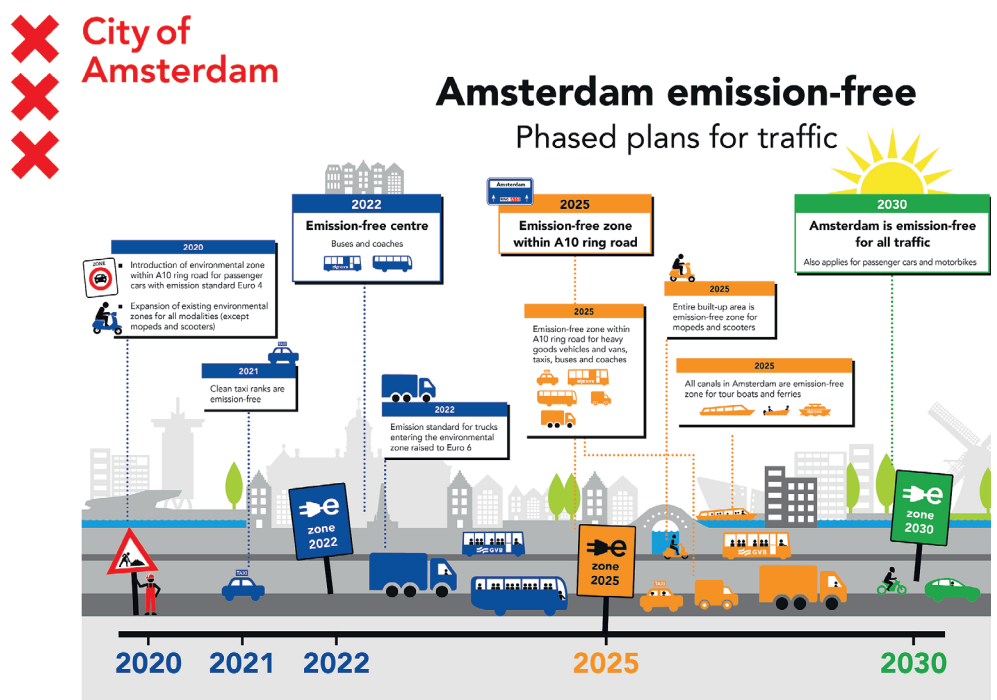 City of
Amsterdam
Amsterdam emission-free
Phased plans for traffic
2020
ZONE
Introduction of environmental zone
within A10 ring road for passenger
cars with emission standard Euro 4
Expansion of existing environmental
zones for all modalities (except
mopeds and scooters)
TAXI
2021
Clean taxi ranks are
emission-free
2022
Emission-free centre
Buses and coaches
2022
Emission standard for trucks
entering the environmental
zone raised to Euro 6
Amsterdam
RING A10
2025
Emission-free zone
within A10 ring road
2025
Emission-free zone within
A10 ring road for heavy
goods vehicles and vans,
taxis, buses and coaches
2025
Entire built-up area is
emission-free zone for
mopeds and scooters
2025
All canals in Amsterdam are emission-free
zone for tour boats and ferries
2030
Amsterdam is emission-free
for all traffic
Also applies for passenger cars and motorbikes
e
zone
2022
e
zone
2025
e
zone
2030
TAXI
GVB
TAXI
GVB
2020
2021
2022
2025
2030